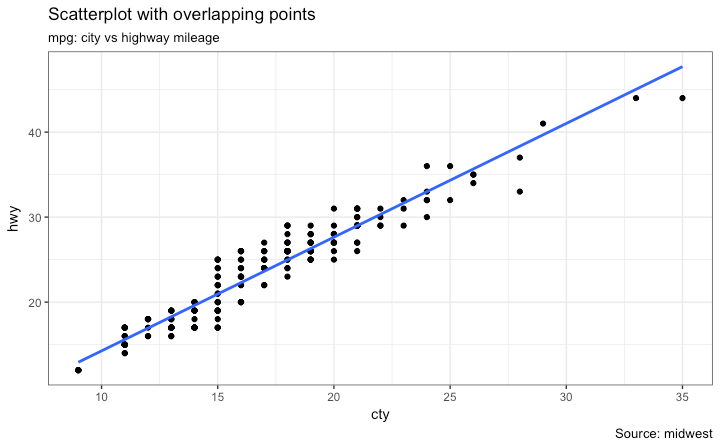 Scatterplot with overlapping points
mpg: city vs highway mileage
hwy
40
30
20
10
15
20
25
30
35
cty
Source: midwest